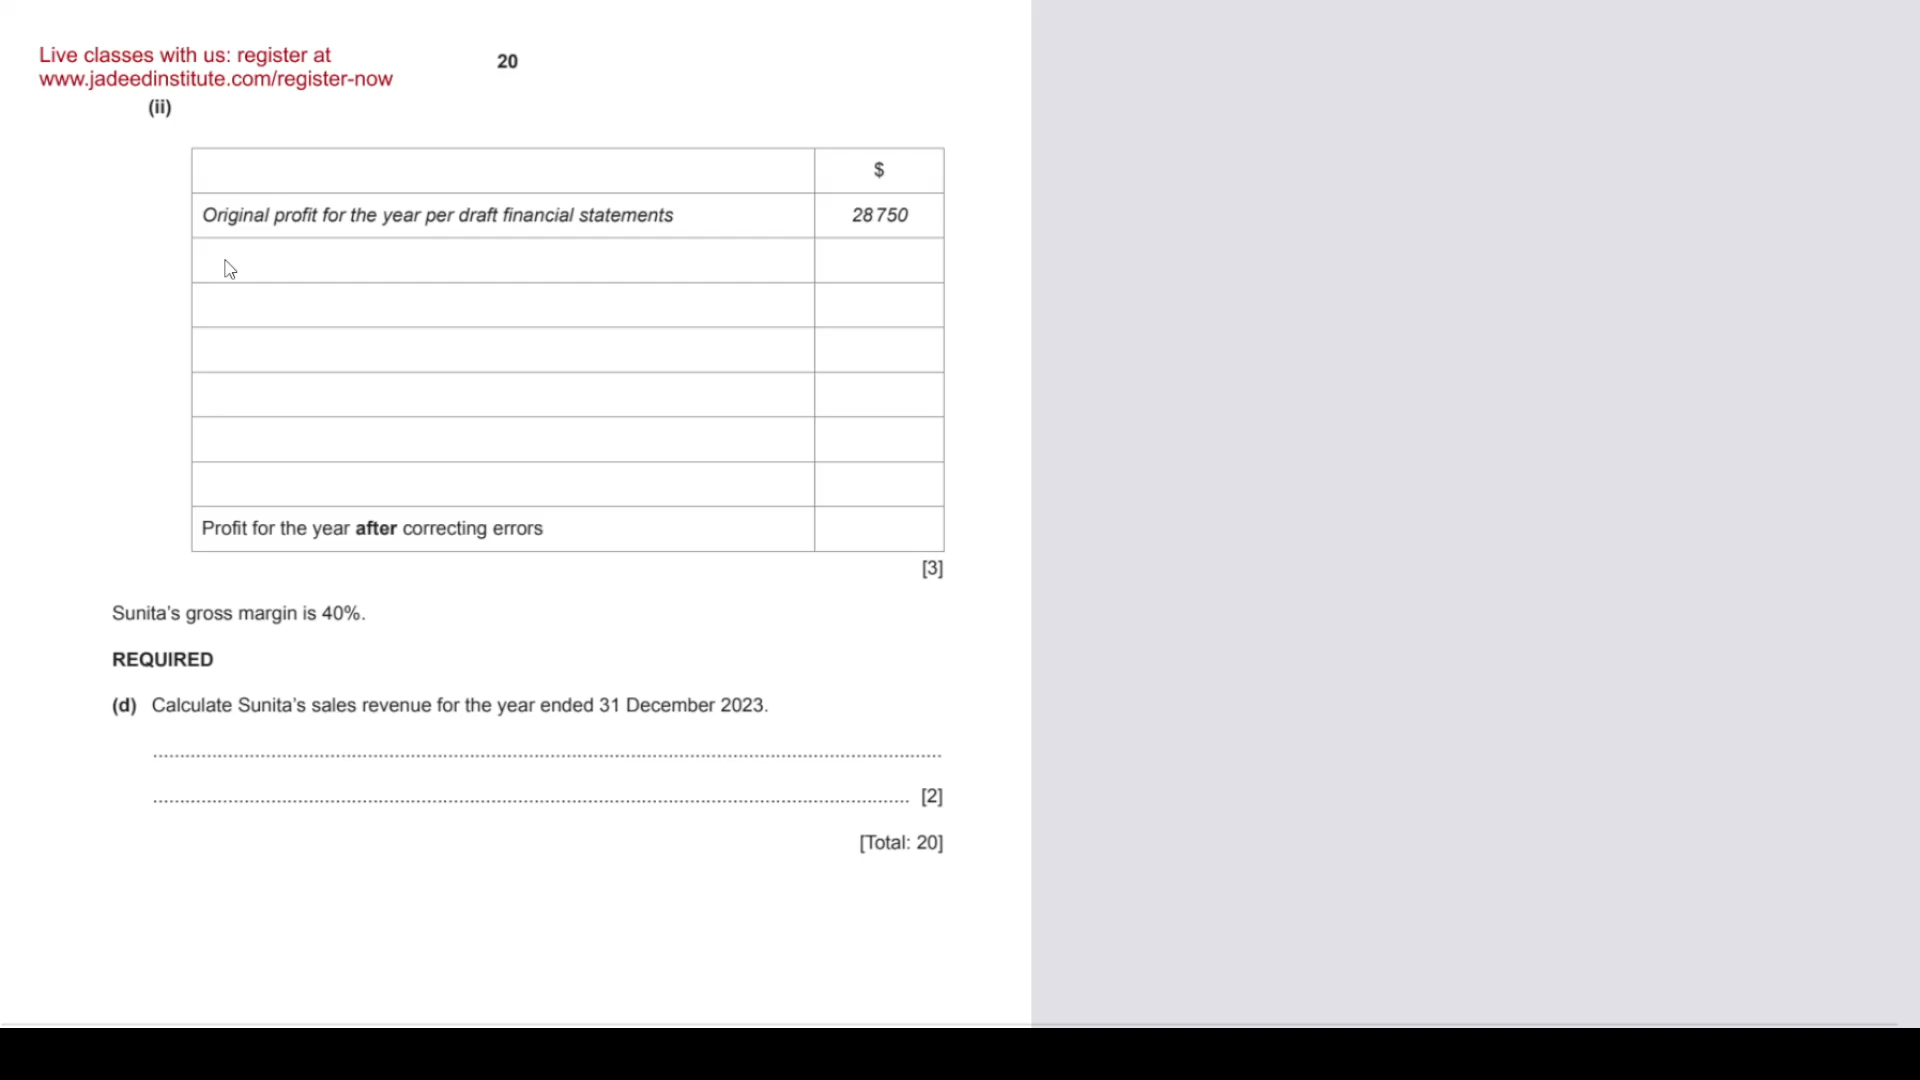 Live classes with us: register at
www.jadeedinstitute.com/register-now
20
(ii)
$
Original profit for the year per draft financial statements 28 750
Profit for the year after correcting errors
[3]
Sunita’s gross margin is 40%.
REQUIRED
(d) Calculate Sunita’s sales revenue for the year ended 31 December 2023.
[2]
[Total: 20]